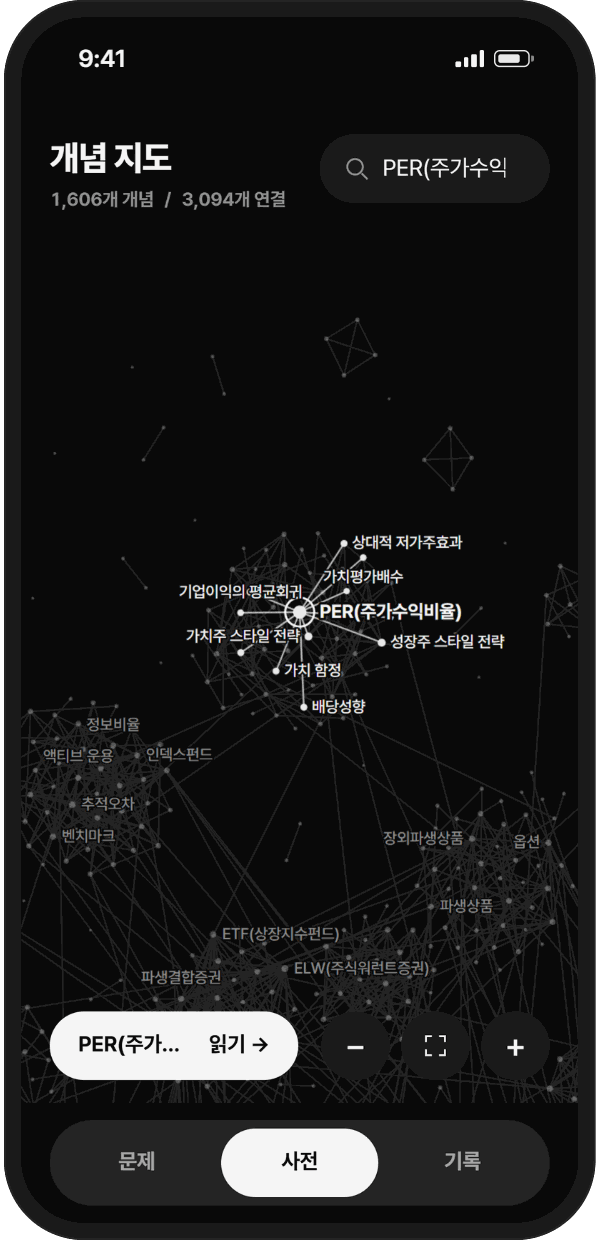 9:41
개념 지도
PER(주가수익
1,606개 개념 / 3,094개 연결
상대적 저가주효과
가치평가배수
기업이익의 평균회귀
PER(주가수익비율)
가치주 스타일 전략
성장주 스타일 전략
가치 함정
배당성향
정보비율
액티브 운용
인덱스펀드
추적오차
벤치마크
장외파생상품
옵션
파생상품
ETF(상장지수펀드)
ELW(주식워런트증권)
파생결합증권
PER(주가... 읽기 →
문제
사전
기록